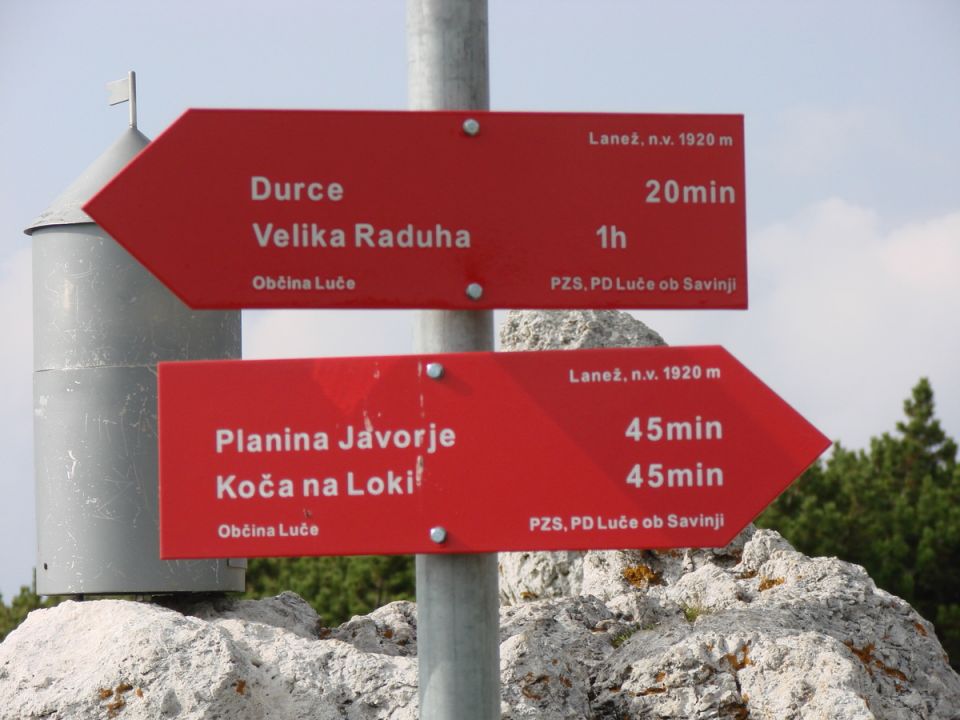 Lanež, n.v. 1920 m
Durce 20min
Velika Raduha 1h
Občina Luče PZS, PD Luče ob Savinji
Lanež, n.v. 1920 m
Planina Javorje 45min
Koča na Loki 45min
Občina Luče PZS, PD Luče ob Savinji